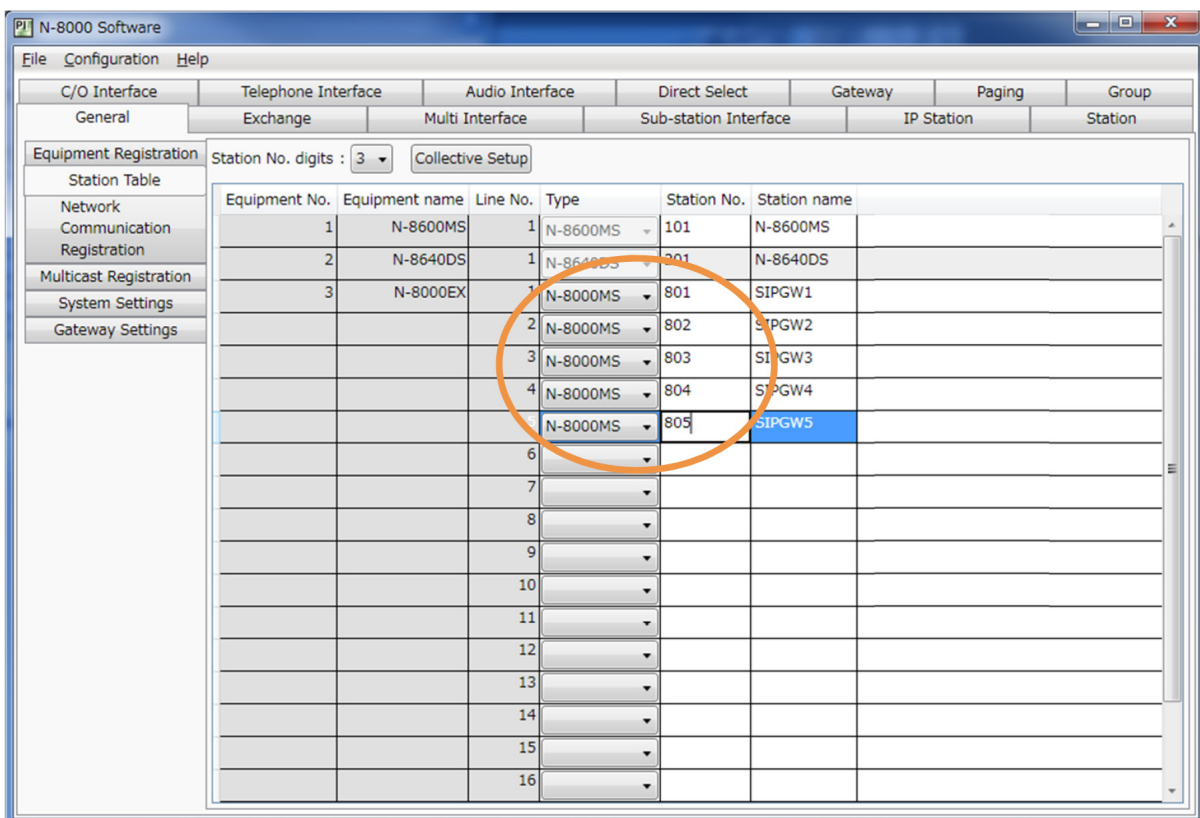 PI N-8000 Software
File Configuration Help
C/O Interface Telephone Interface Audio Interface Direct Select Gateway Paging Group
General Exchange Multi Interface Sub-station Interface IP Station Station
Equipment Registration
Station Table
Network
Communication
Registration
Multicast Registration
System Settings
Gateway Settings
Station No. digits : 3 Collective Setup
Equipment No. Equipment name Line No. Type Station No. Station name
1 N-8600MS 1 N-8600MS 101 N-8600MS
2 N-8640DS 1 N-8640DS 201 N-8640DS
3 N-8000EX 1 N-8000MS 801 SIPGW1
2 N-8000MS 802 SIPGW2
3 N-8000MS 803 SIPGW3
4 N-8000MS 804 SIPGW4
5 N-8000MS 805 SIPGW5
6
7
8
9
10
11
12
13
14
15
16